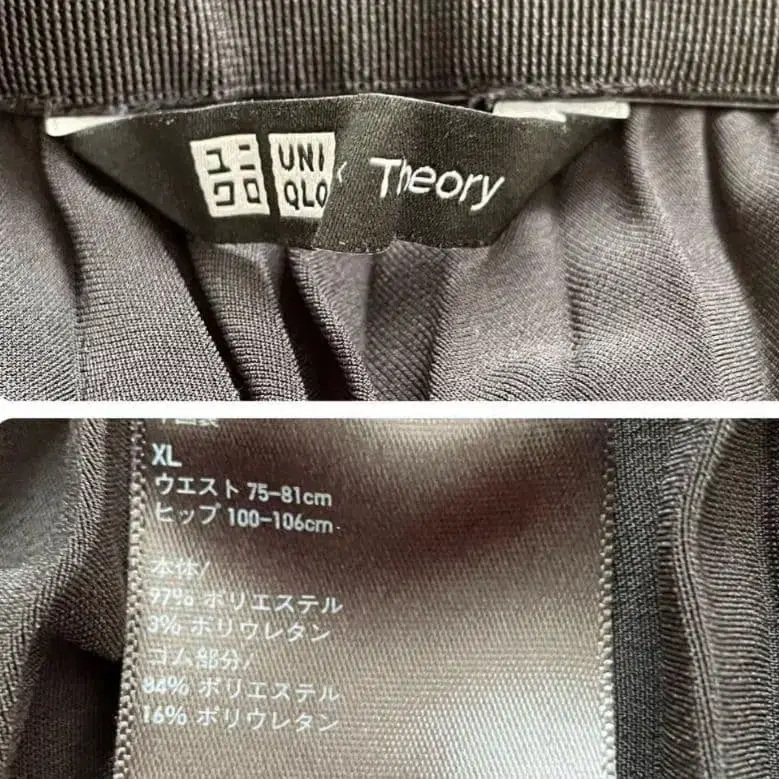 ユニ UNI
クロ QLO
Theory
XL
ウエスト 75-81cm
ヒップ 100-106cm
本体/
97% ポリエステル
3% ポリウレタン
ゴム部分/
84% ポリエステル
16% ポリウレタン